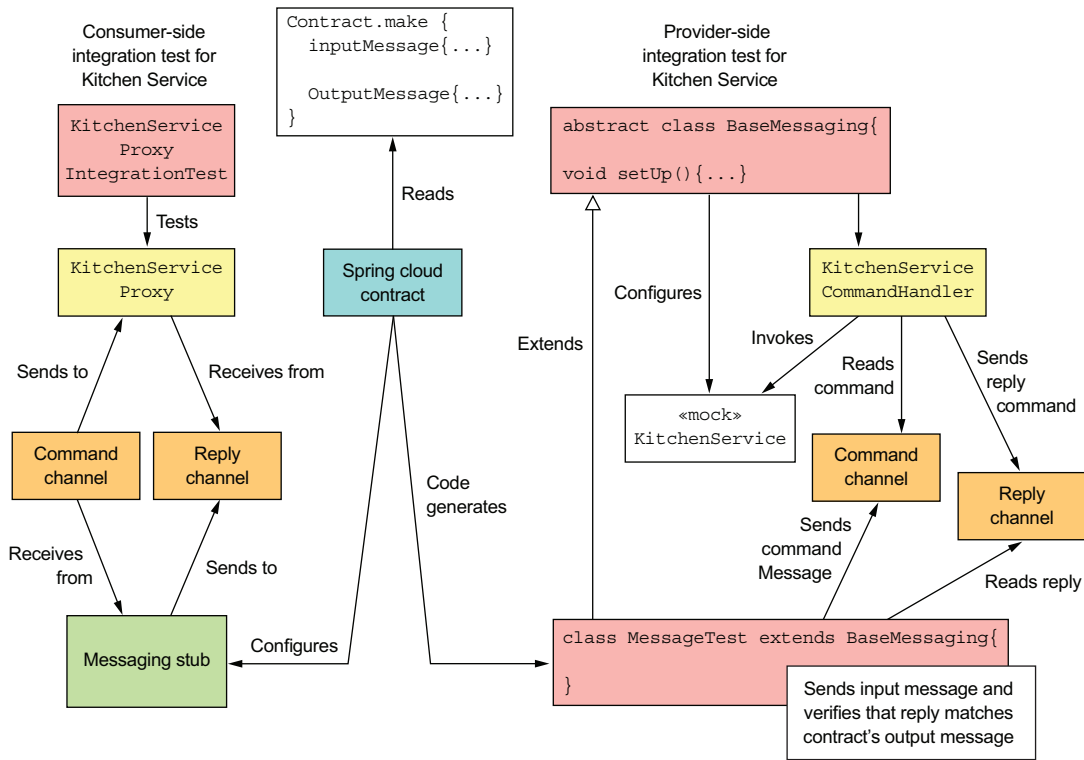 Consumer-side
integration test for
Kitchen Service
Contract.make {
inputMessage{...}
OutputMessage{...}
}
Provider-side
integration test for
Kitchen Service
KitchenService
Proxy
IntegrationTest
abstract class BaseMessaging{
void setUp(){...}
Reads
Tests
KitchenService
Proxy
Spring cloud
contract
KitchenService
CommandHandler
Configures
Extends
Invokes
Reads
command
Sends
reply
command
Sends to
Receives from
«mock»
KitchenService
Command
channel
Reply
channel
Command
channel
Reply
channel
Code
generates
Receives
from
Sends to
Sends
command
Message
Reads reply
Messaging stub
Configures
class MessageTest extends BaseMessaging{
}
Sends input message and
verifies that reply matches
contract's output message